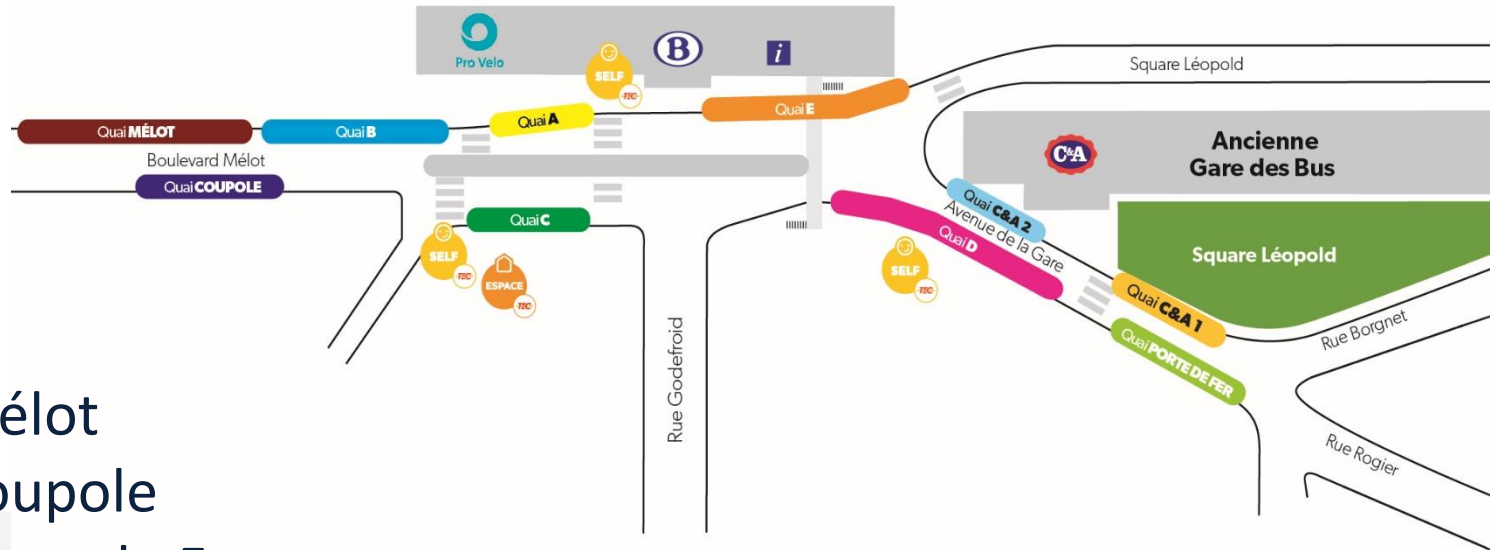 Pro Velo
B
i
SELF
TEC
Square Léopold
Quai MÉLOT
Quai B
Quai A
Quai E
C&A
Ancienne
Gare des Bus
Boulevard Mélot
Quai COUPOLE
Quai C
Quai D
Quai C&A 2
Avenue de la Gare
SELF
TEC
ESPACE
TEC
SELF
TEC
Square Léopold
Quai C&A 1
Quai PORTE DE FER
Rue Borgnet
Rue Godefroid
Rue Rogier
élot
oupole